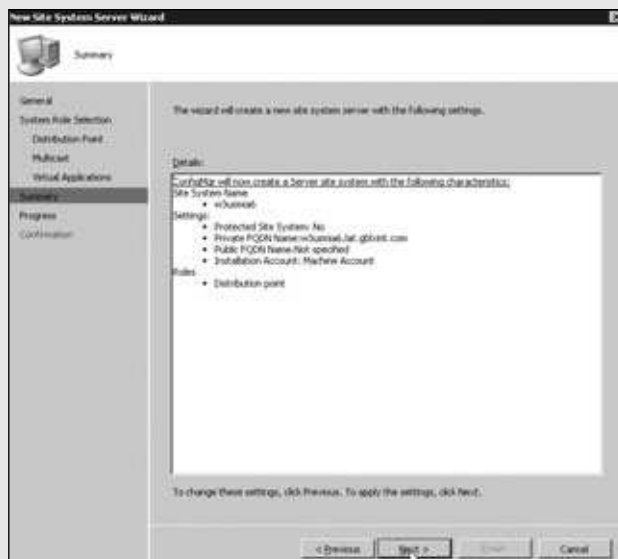 New Site System Server Wizard
Summary
General
System Role Selection
Distribution Point
Multicast
Virtual Applications
Summary
Progress
Confirmation
The wizard will create a new site system server with the following settings.
Details:
ConfigMgr will now create a Server site system with the following characteristics:
Site System Name
Settings:
• Protected Site System: No
• Private FQDN Name:
• Public FQDN Name:Not specified
• Installation Account: Machine Account
Roles
• Distribution point
To change these settings, click Previous. To apply the settings, click Next.
< Previous
Next >
Cancel